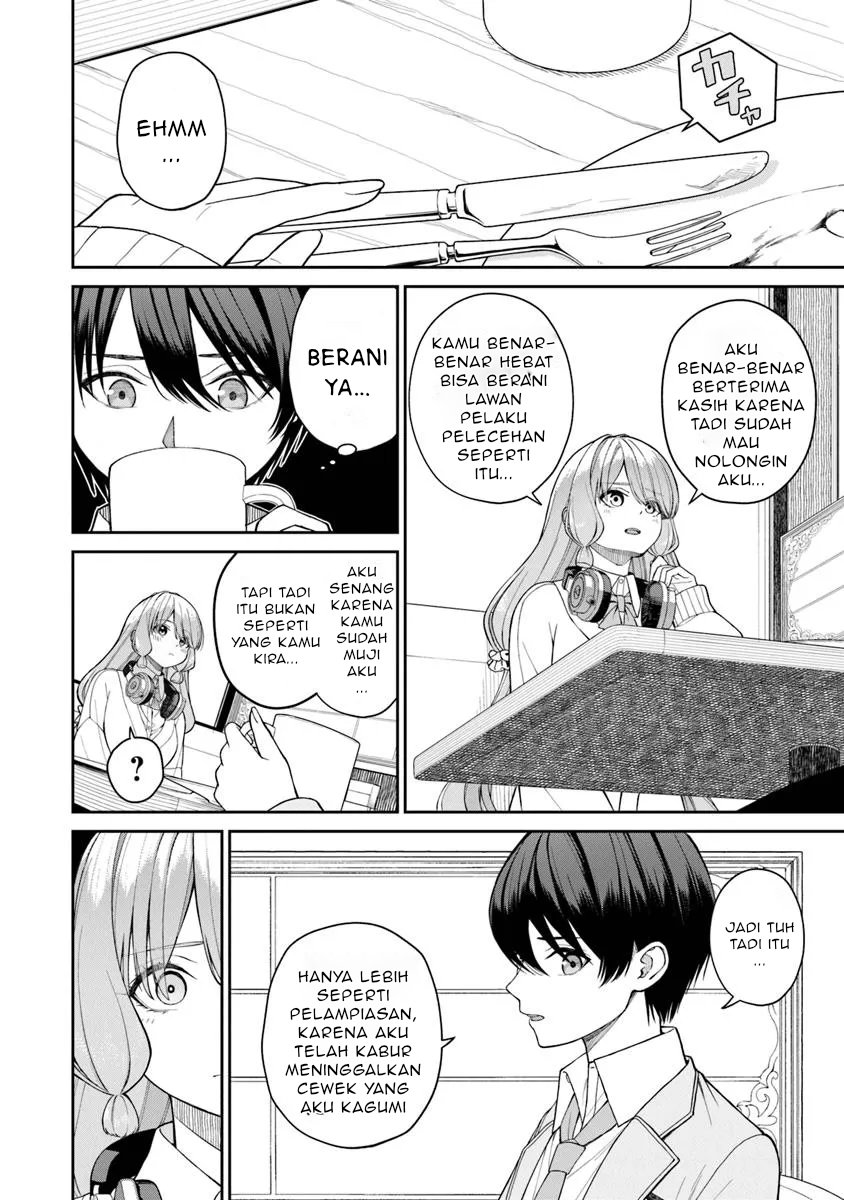 カチャ
EHMM
...
AKU
BENAR-BENAR
BERTERIMA
KASIH KARENA
TADI SUDAH
MAU
NOLONGIN
AKU...
KAMU BENAR-
BENAR HEBAT
BISA BERANI
LAWAN
PELAKU
PELECEHAN
SEPERTI
ITU...
BERANI
YA...
AKU
SENANG
KARENA
KAMU
SUDAH
MUJI AKU
...
TAPI TADI
ITU BUKAN
SEPERTI
YANG KAMU
KIRA...
?
JADI TUH
TADI ITU
...
HANYA LEBIH
SEPERTI
PELAMPIASAN,
KARENA AKU
TELAH KABUR
MENINGGALKAN
CEWEK YANG
AKU KAGUMI